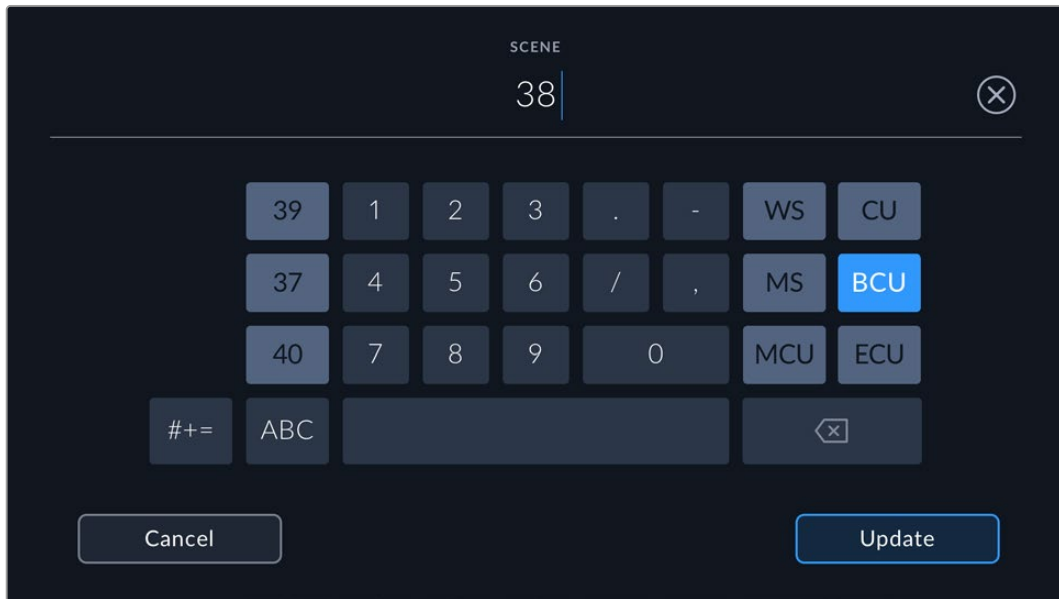 SCENE
38
39 1 2 3 . - WS CU
37 4 5 6 / , MS BCU
40 7 8 9 0 MCU ECU
#+= ABC
Cancel Update